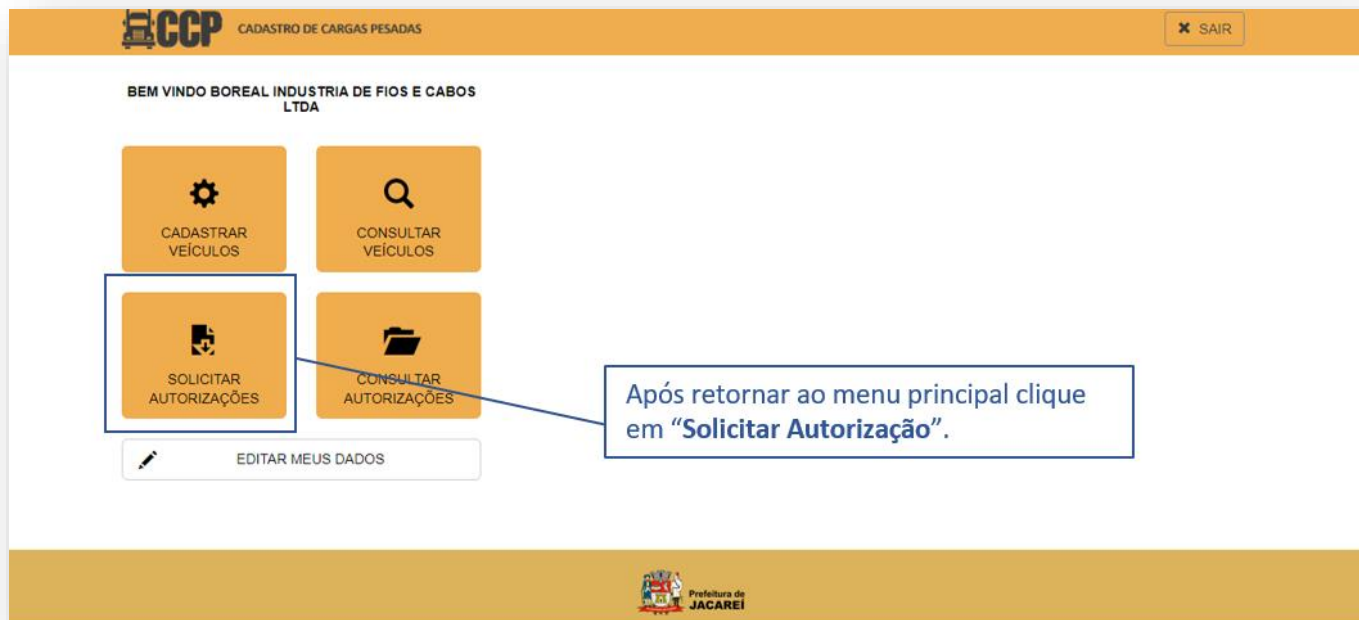 CCP CADASTRO DE CARGAS PESADAS
✖ SAIR
BEM VINDO BOREAL INDUSTRIA DE FIOS E CABOS
LTDA
CADASTRAR
VEÍCULOS
CONSULTAR
VEÍCULOS
SOLICITAR
AUTORIZAÇÕES
CONSULTAR
AUTORIZAÇÕES
Após retornar ao menu principal clique
em “Solicitar Autorização”.
EDITAR MEUS DADOS
Prefeitura de
JACAREÍ